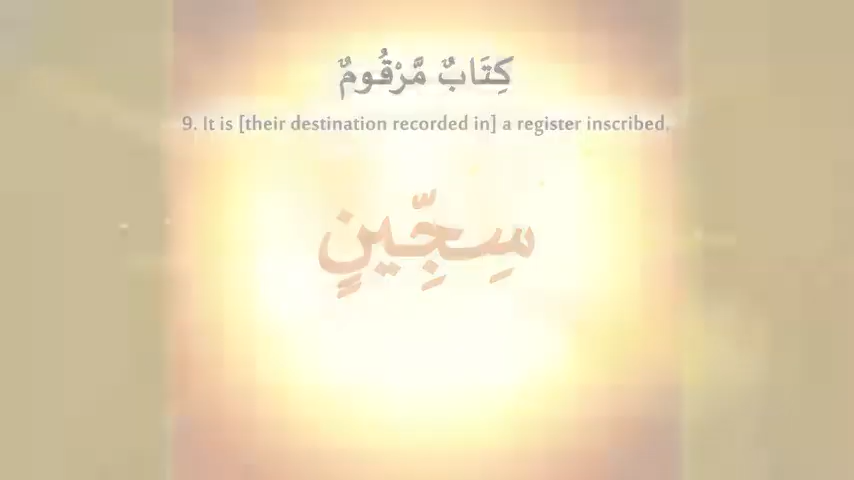 كِتَابٌ مَّرْقُومٌ
9. It is [their destination recorded in] a register inscribed.
سِجِّينٍ